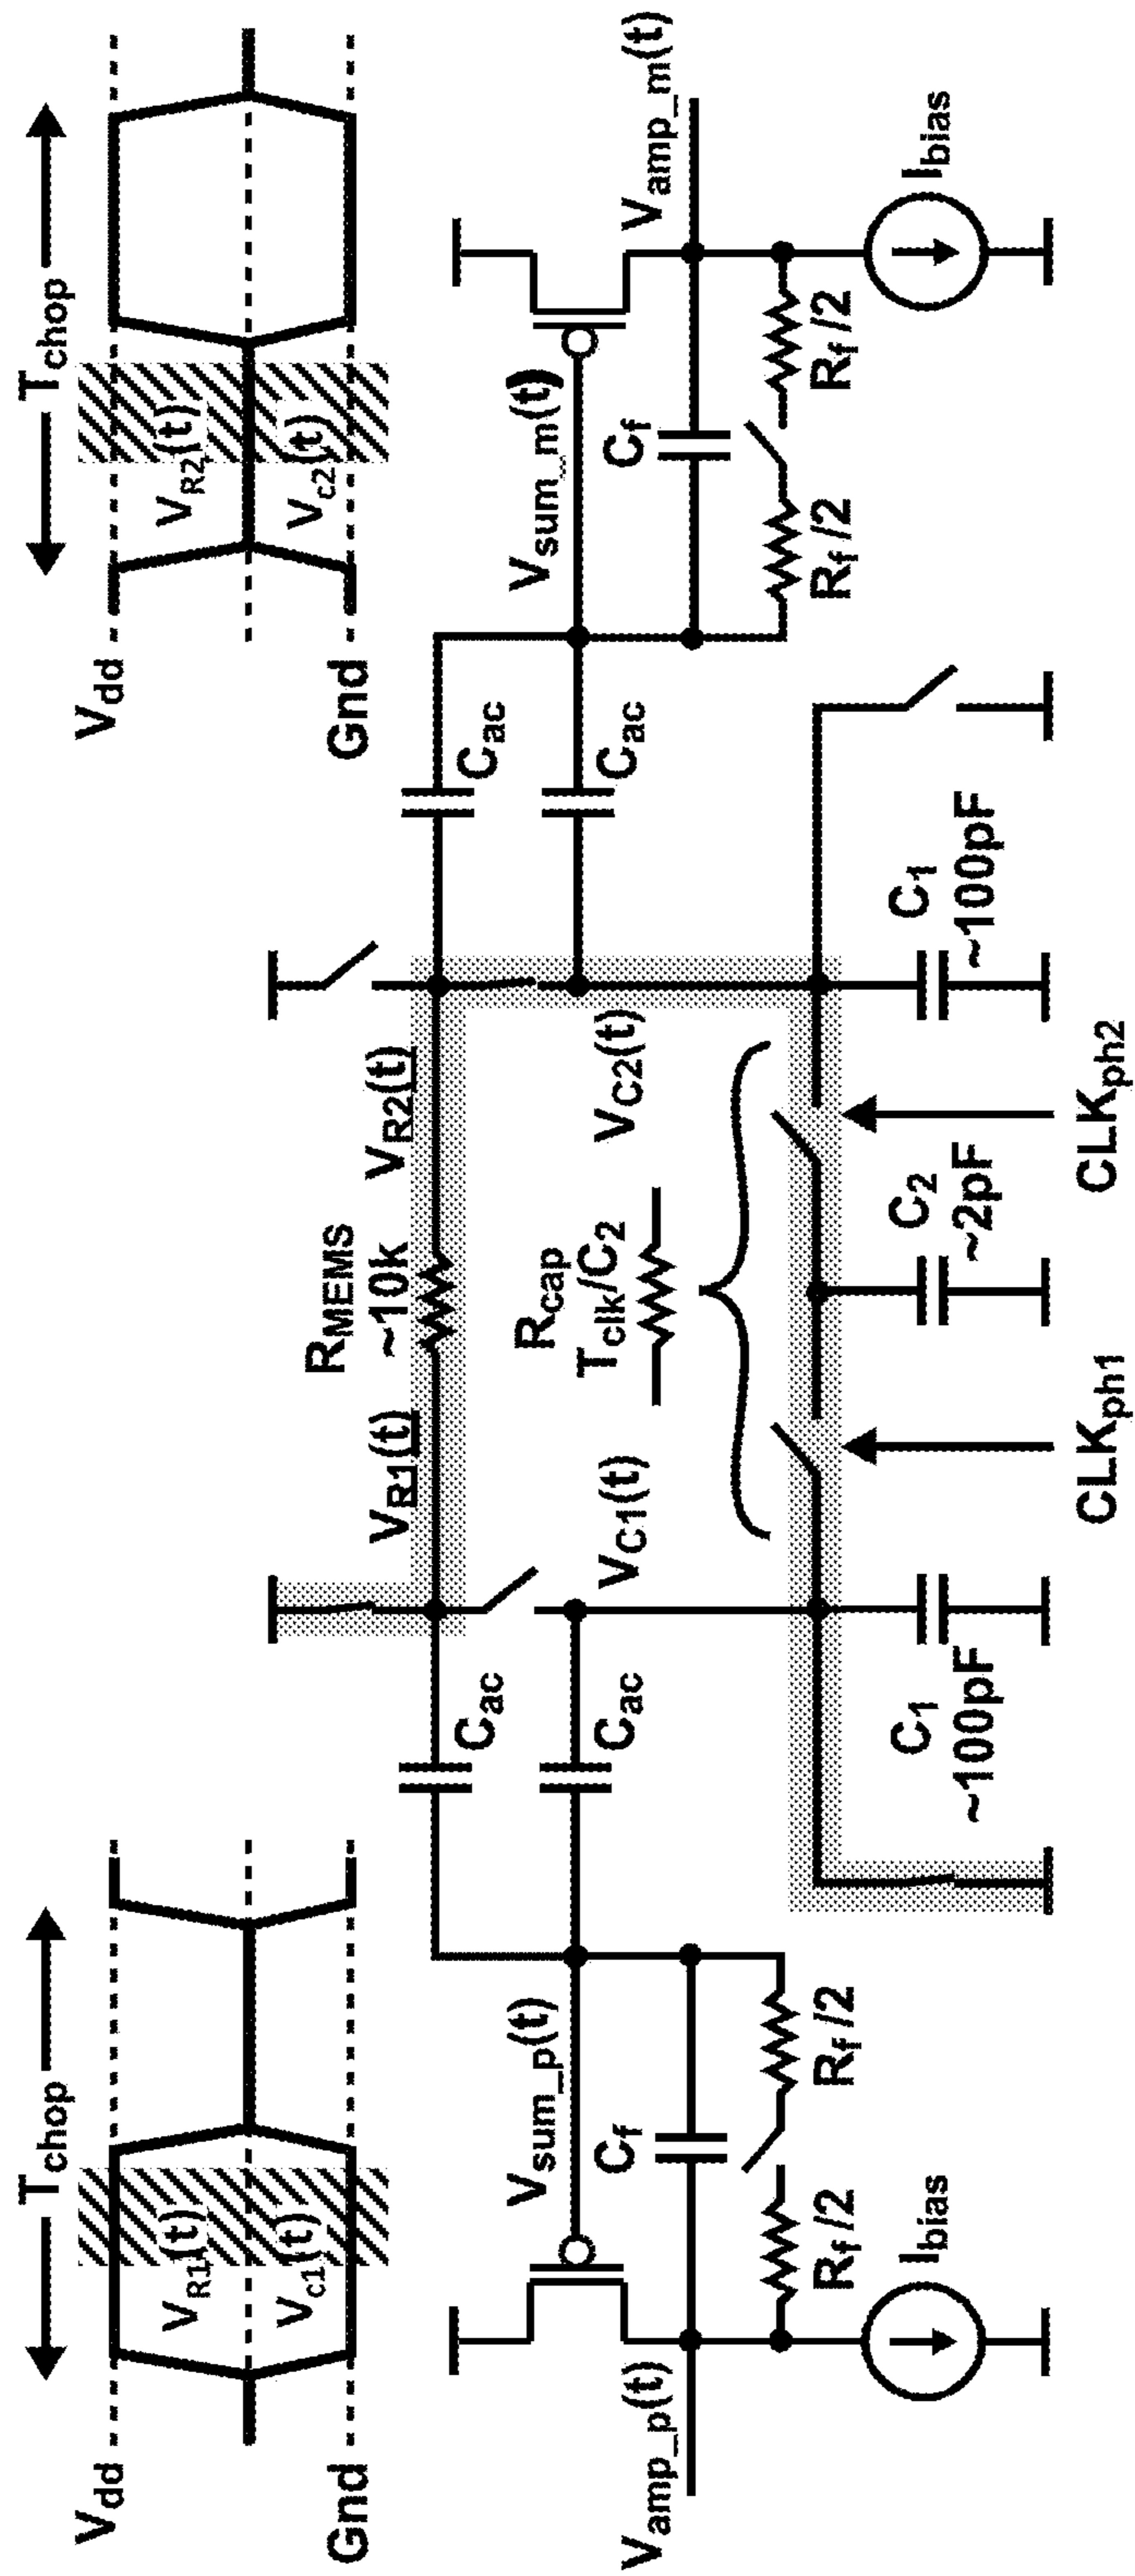 T_chop
T_chop
V_dd
V_R1(t)
V_C1(t)
Gnd
V_dd
V_R2(t)
V_C2(t)
Gnd
R_MEMS
~10k
V_R1(t)
V_R2(t)
V_sum_p(t)
C_ac
C_ac
V_sum_m(t)
C_ac
C_ac
R_cap
T_clk/C_2
V_C1(t)
V_C2(t)
V_amp_p(t)
C_f
C_f
V_amp_m(t)
R_f/2
R_f/2
R_f/2
R_f/2
I_bias
C_1
~100pF
C_2
~2pF
C_1
~100pF
I_bias
CLK_ph1
CLK_ph2